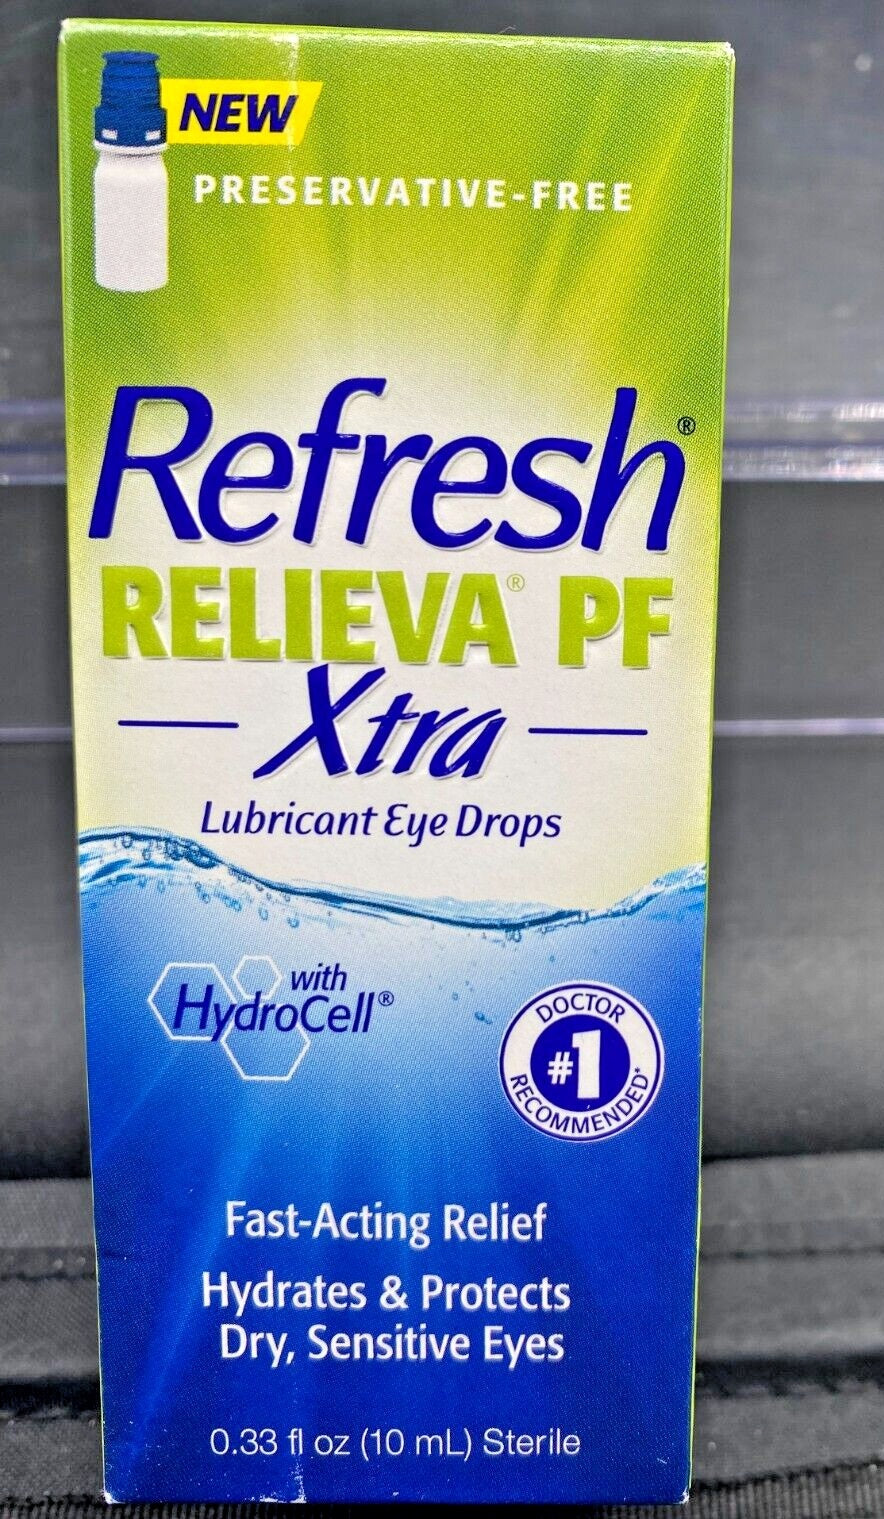 NEW
PRESERVATIVE-FREE
Refresh®
RELIEVA® PF
Xtra
Lubricant Eye Drops
with
HydroCell®
DOCTOR
#1
RECOMMENDED*
Fast-Acting Relief
Hydrates & Protects
Dry, Sensitive Eyes
0.33 fl oz (10 mL) Sterile